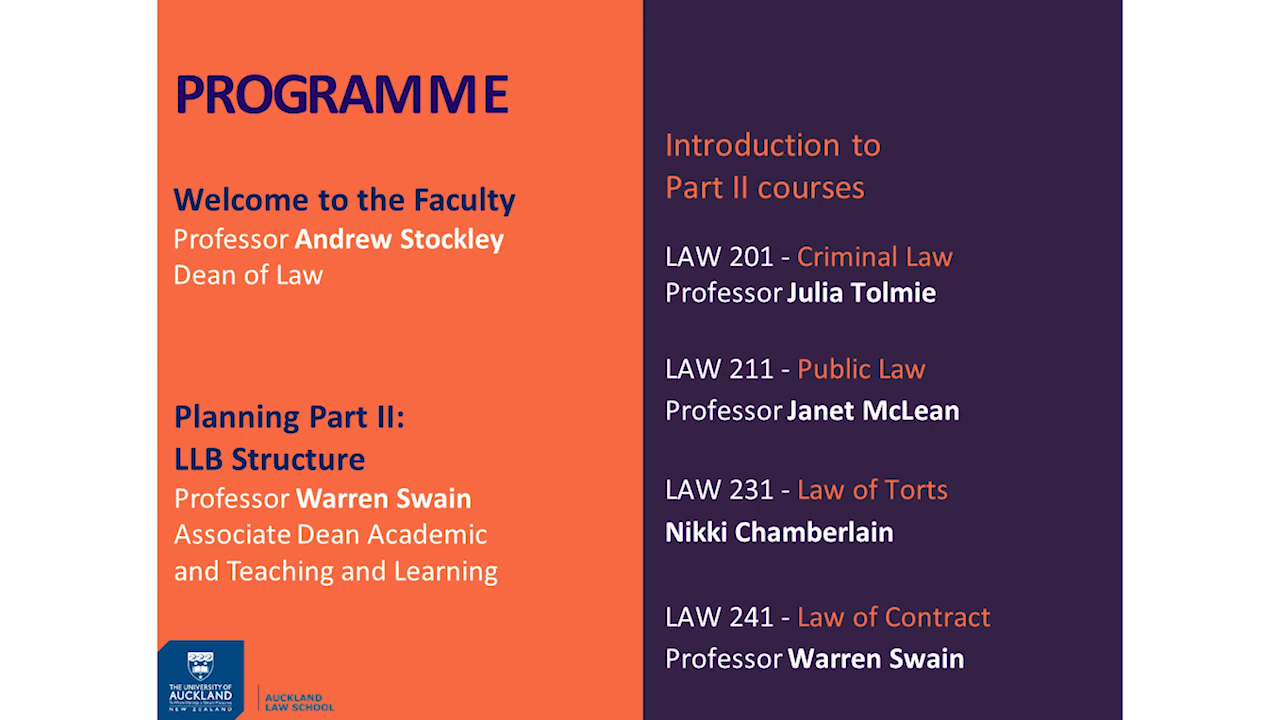 PROGRAMME
Welcome to the Faculty
Professor Andrew Stockley
Dean of Law
Planning Part II:
LLB Structure
Professor Warren Swain
Associate Dean Academic
and Teaching and Learning
THE UNIVERSITY OF
AUCKLAND
NEW ZEALAND
AUCKLAND
LAW SCHOOL
Introduction to
Part II courses
LAW 201 - Criminal Law
Professor Julia Tolmie
LAW 211 - Public Law
Professor Janet McLean
LAW 231 - Law of Torts
Nikki Chamberlain
LAW 241 - Law of Contract
Professor Warren Swain